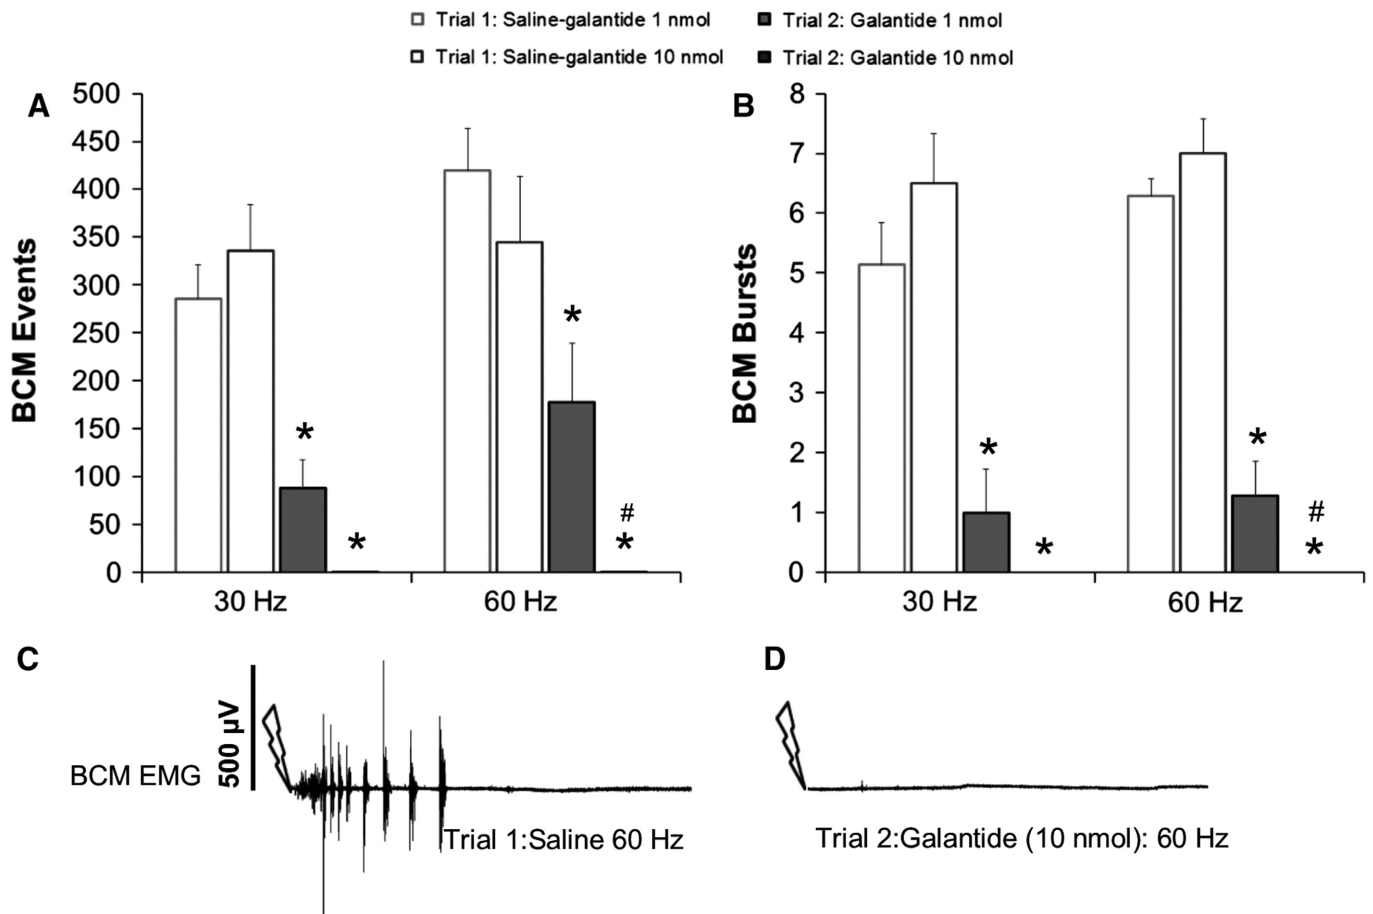 Trial 1: Saline-galantide 1 nmol
Trial 2: Galantide 1 nmol
Trial 1: Saline-galantide 10 nmol
Trial 2: Galantide 10 nmol
A
500
450
400
350
300
250
200
150
100
50
0
BCM Events
*
*
*
#
*
30 Hz
60 Hz
B
8
7
6
5
4
3
2
1
0
BCM Bursts
*
*
*
#
*
30 Hz
60 Hz
C
500 µV
BCM EMG
Trial 1:Saline 60 Hz
D
Trial 2:Galantide (10 nmol): 60 Hz